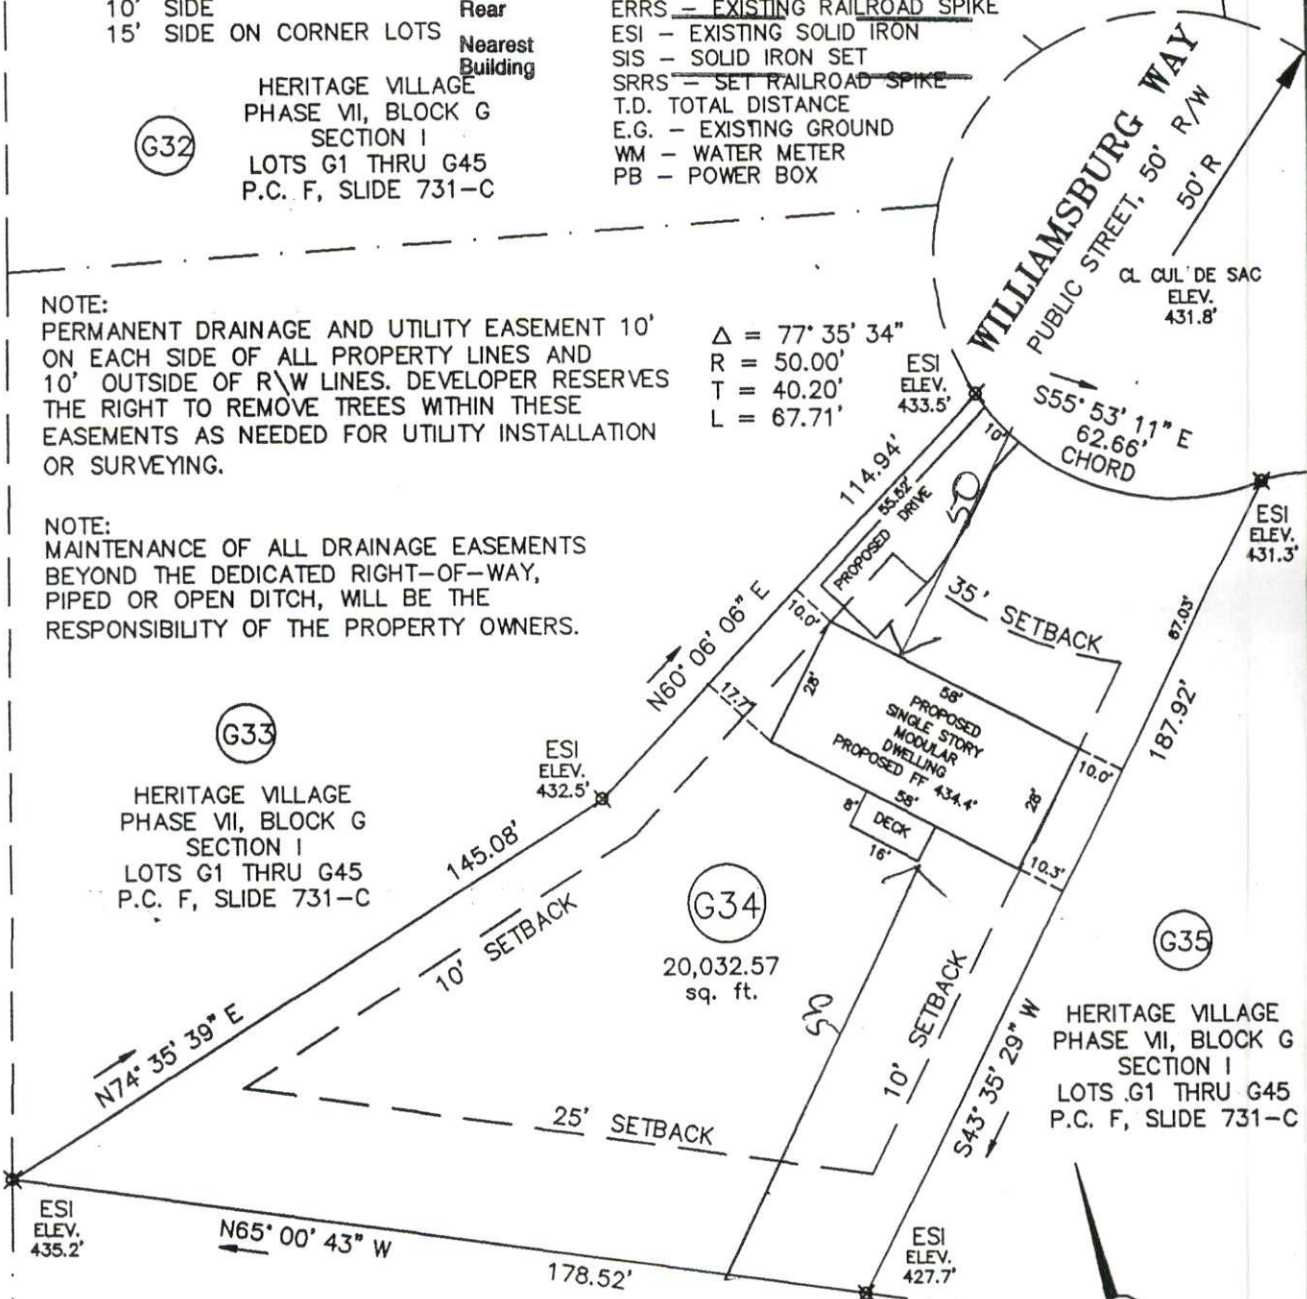 10' SIDE
15' SIDE ON CORNER LOTS
Rear
Nearest
Building
ERRS – EXISTING RAILROAD SPIKE
ESI – EXISTING SOLID IRON
SIS – SOLID IRON SET
SRRS – SET RAILROAD SPIKE
T.D. TOTAL DISTANCE
E.G. – EXISTING GROUND
WM – WATER METER
PB – POWER BOX
G32
HERITAGE VILLAGE
PHASE VII, BLOCK G
SECTION I
LOTS G1 THRU G45
P.C. F, SLIDE 731-C
WILLIAMSBURG WAY
PUBLIC STREET, 50' R/W
50' R
CL CUL DE SAC
ELEV.
431.8'
NOTE:
PERMANENT DRAINAGE AND UTILITY EASEMENT 10'
ON EACH SIDE OF ALL PROPERTY LINES AND
10' OUTSIDE OF R\W LINES. DEVELOPER RESERVES
THE RIGHT TO REMOVE TREES WITHIN THESE
EASEMENTS AS NEEDED FOR UTILITY INSTALLATION
OR SURVEYING.
Δ = 77° 35' 34"
R = 50.00'
T = 40.20'
L = 67.71'
ESI
ELEV.
433.5'
S55° 53' 11" E
62.66'
CHORD
ESI
ELEV.
431.3'
NOTE:
MAINTENANCE OF ALL DRAINAGE EASEMENTS
BEYOND THE DEDICATED RIGHT-OF-WAY,
PIPED OR OPEN DITCH, WILL BE THE
RESPONSIBILITY OF THE PROPERTY OWNERS.
114.94'
10'
55.52'
PROPOSED DRIVE
50
35' SETBACK
67.03'
187.92'
N60° 06' 06" E
10.0'
17.7'
28'
58'
PROPOSED
SINGLE STORY
MODULAR
DWELLING
PROPOSED FF 434.4'
58'
28'
10.0'
10.3'
8'
DECK
16'
G33
HERITAGE VILLAGE
PHASE VII, BLOCK G
SECTION I
LOTS G1 THRU G45
P.C. F, SLIDE 731-C
ESI
ELEV.
432.5'
145.08'
10' SETBACK
G34
20,032.57
sq. ft.
N74° 35' 39" E
25' SETBACK
10' SETBACK
S43° 35' 29" W
G35
HERITAGE VILLAGE
PHASE VII, BLOCK G
SECTION I
LOTS G1 THRU G45
P.C. F, SLIDE 731-C
ESI
ELEV.
435.2'
N65° 00' 43" W
178.52'
ESI
ELEV.
427.7'